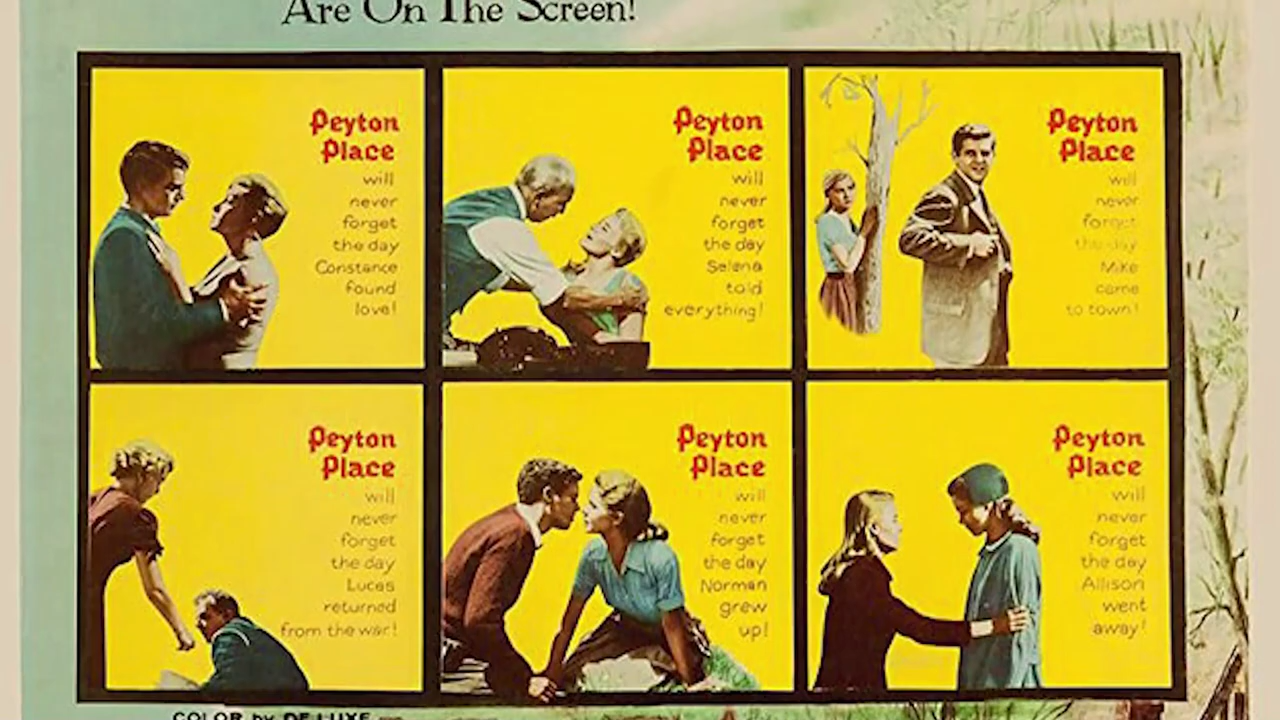 Are On The Screen!
Peyton
Place
will
never
forget
the day
Constance
found
love!
Peyton
Place
will
never
forget
the day
Selena
told
everything!
Peyton
Place
will
never
forget
the day
Mike
came
to town!
Peyton
Place
will
never
forget
the day
Lucas
returned
from the war!
Peyton
Place
will
never
forget
the day
Norman
grew
up!
Peyton
Place
will
never
forget
the day
Allison
went
away!
COLOR by DE LUXE